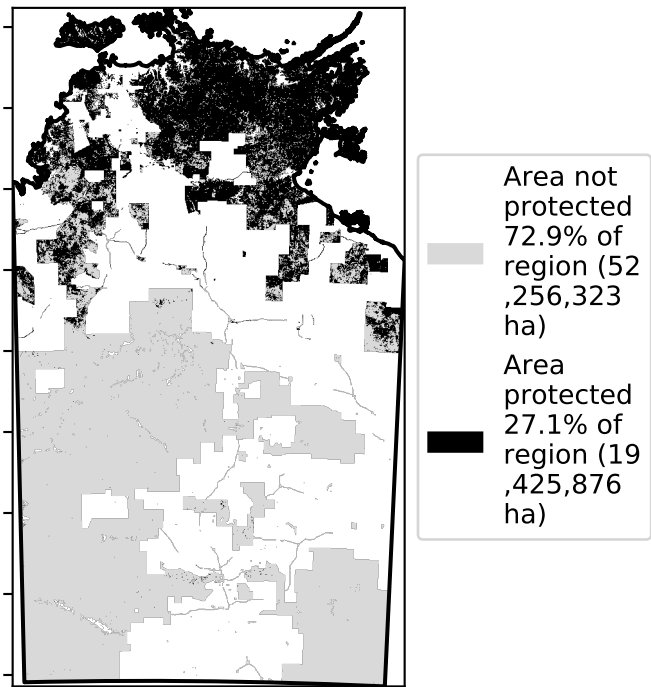 Area not
protected
72.9% of
region (52
,256,323
ha)
Area
protected
27.1% of
region (19
,425,876
ha)